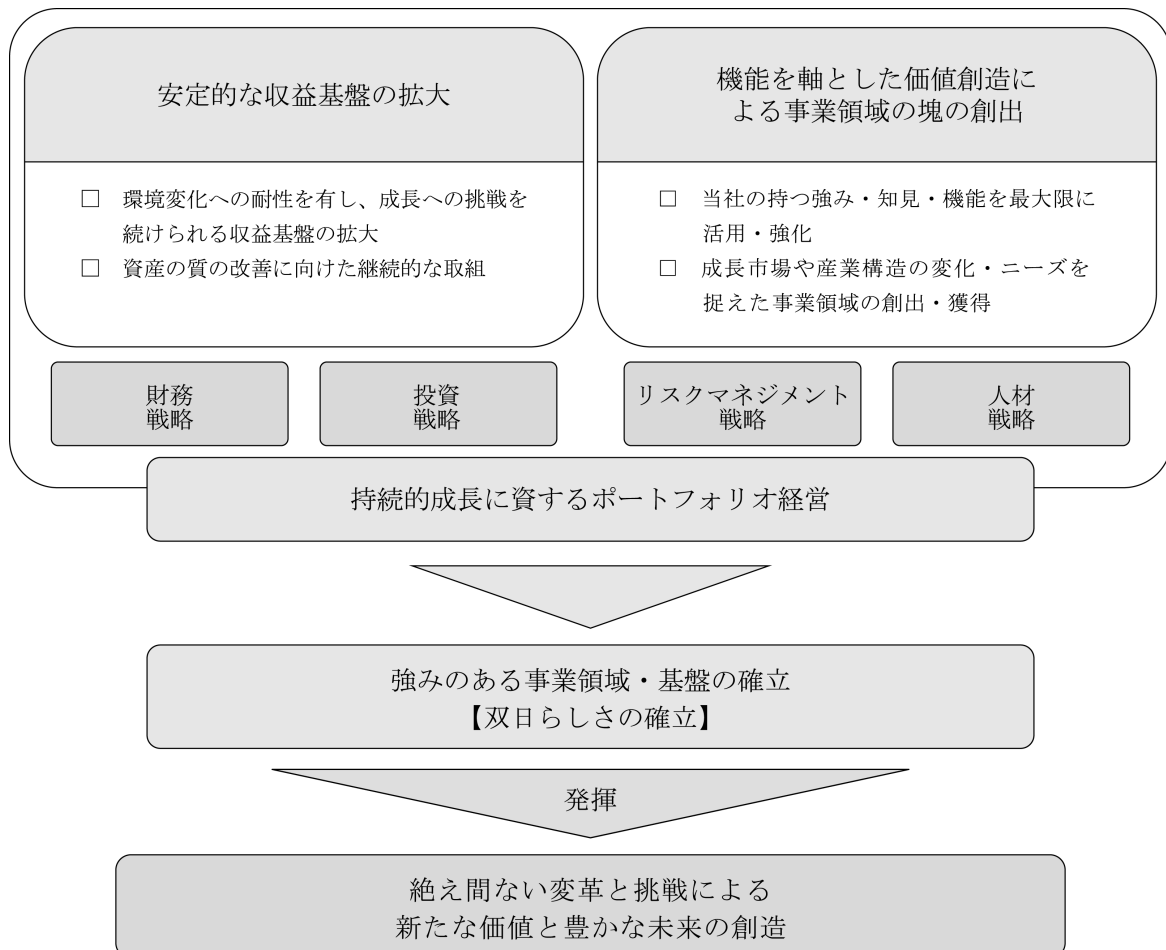 安定的な収益基盤の拡大
□ 環境変化への耐性を有し、成長への挑戦を
続けられる収益基盤の拡大
□ 資産の質の改善に向けた継続的な取組
機能を軸とした価値創造に
よる事業領域の塊の創出
□ 当社の持つ強み・知見・機能を最大限に
活用・強化
□ 成長市場や産業構造の変化・ニーズを
捉えた事業領域の創出・獲得
財務
戦略
投資
戦略
リスクマネジメント
戦略
人材
戦略
持続的成長に資するポートフォリオ経営
強みのある事業領域・基盤の確立
【双日らしさの確立】
発揮
絶え間ない変革と挑戦による
新たな価値と豊かな未来の創造